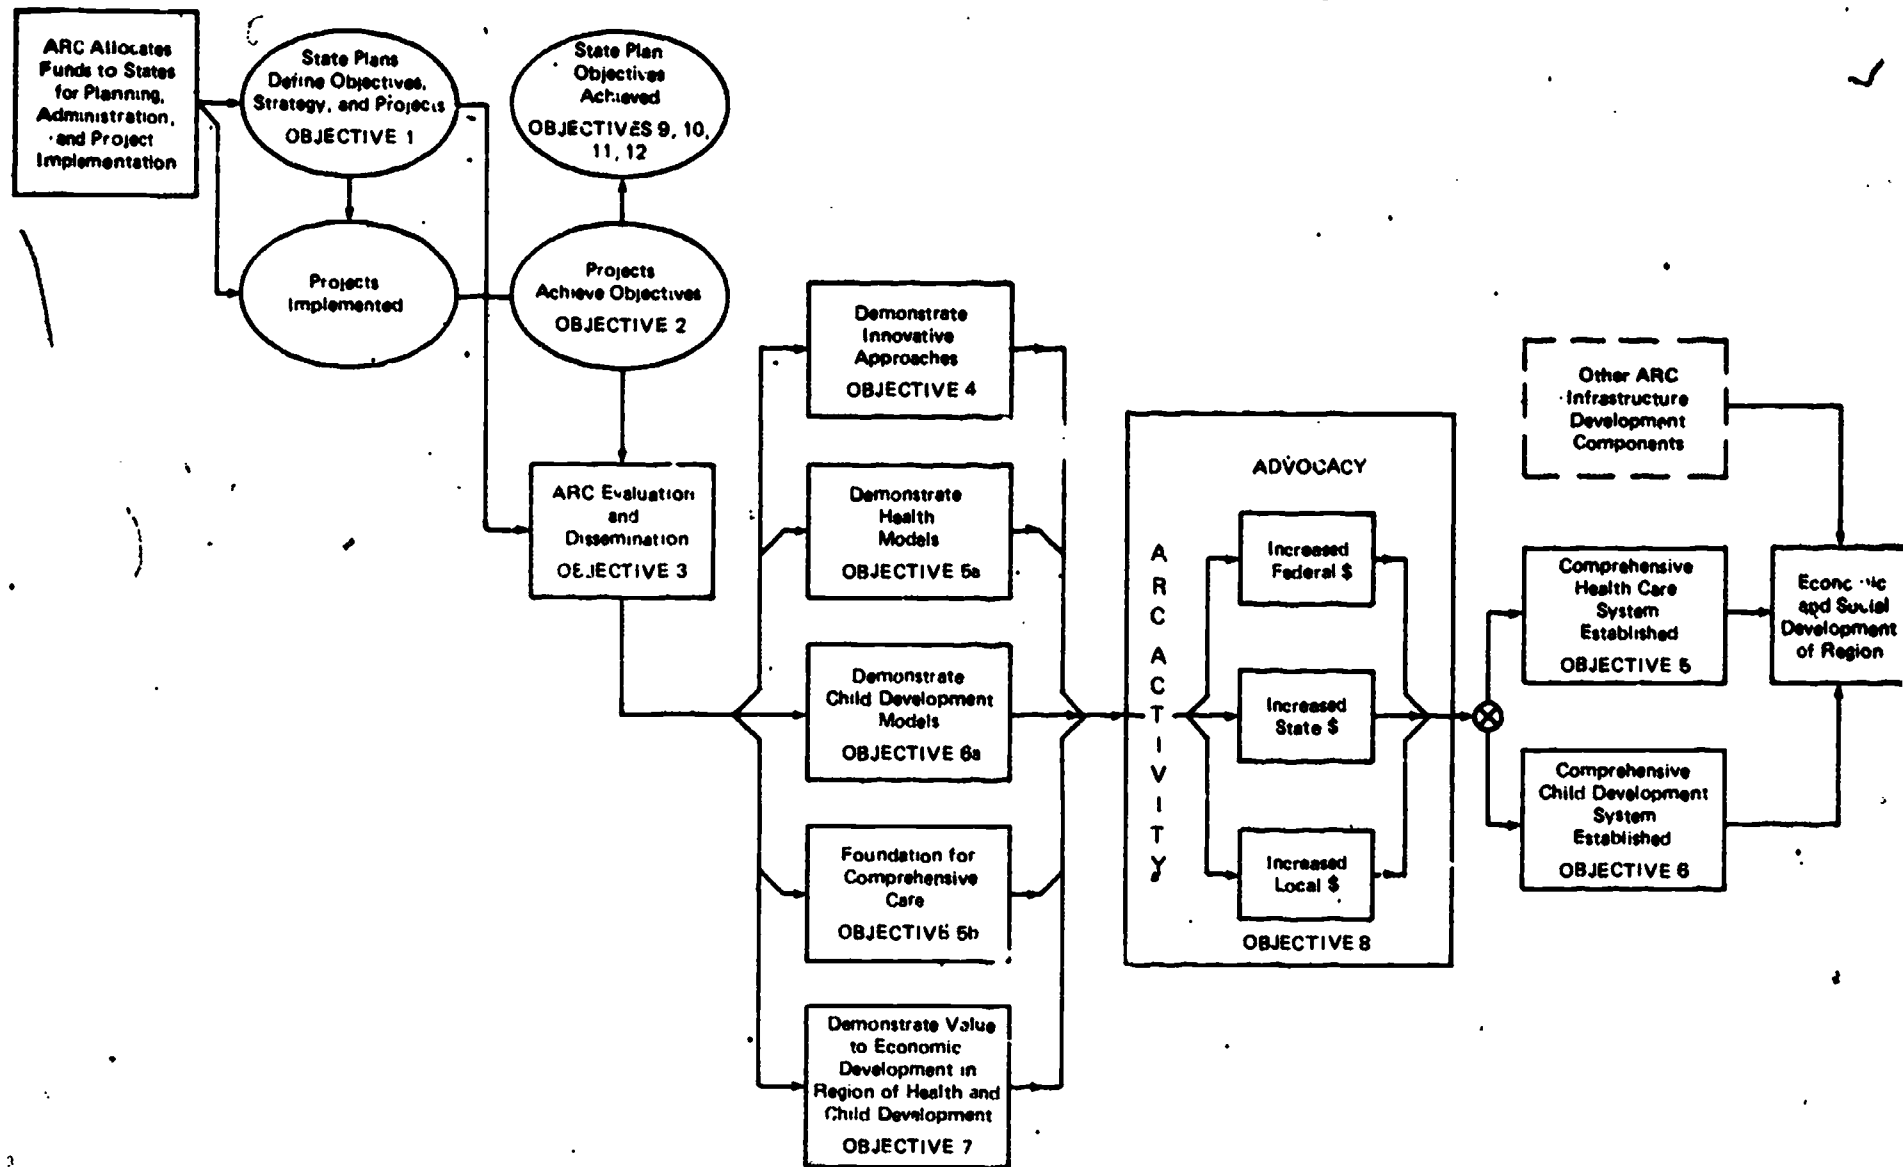 ARC Allocates
Funds to States
for Planning,
Administration,
and Project
Implementation
State Plans
Define Objectives,
Strategy, and Projects
OBJECTIVE 1
State Plan
Objectives
Achieved
OBJECTIVES 9, 10,
11, 12
Projects
Implemented
Projects
Achieve Objectives
OBJECTIVE 2
ARC Evaluation
and
Dissemination
OBJECTIVE 3
Demonstrate
Innovative
Approaches
OBJECTIVE 4
Demonstrate
Health
Models
OBJECTIVE 5a
Demonstrate
Child Development
Models
OBJECTIVE 6a
Foundation for
Comprehensive
Care
OBJECTIVE 5b
Demonstrate Value
to Economic
Development in
Region of Health and
Child Development
OBJECTIVE 7
ADVOCACY
ARC ACTIVITY
Increased
Federal $
Increased
State $
Increased
Local $
OBJECTIVE 8
Other ARC
Infrastructure
Development
Components
Comprehensive
Health Care
System
Established
OBJECTIVE 5
Comprehensive
Child Development
System
Established
OBJECTIVE 6
Economic
and Social
Development
of Region